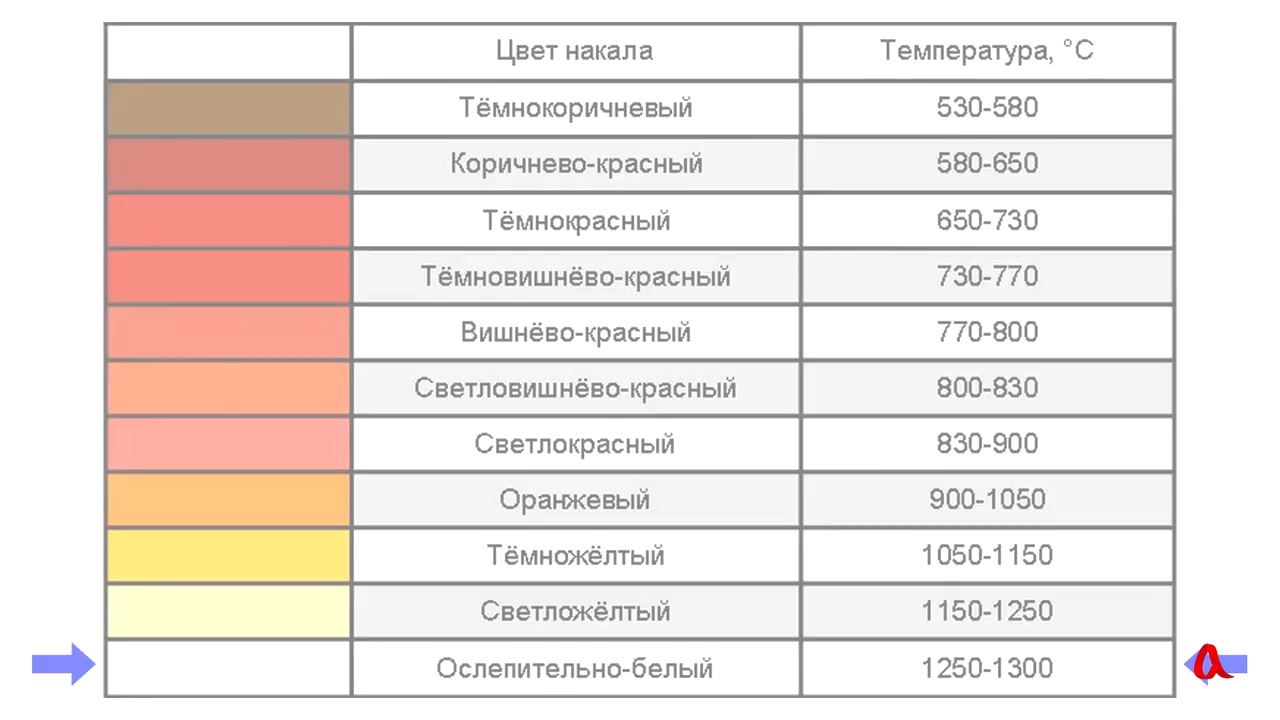 Цвет накала Температура, °C
Тёмнокоричневый 530-580
Коричнево-красный 580-650
Тёмнокрасный 650-730
Тёмновишнёво-красный 730-770
Вишнёво-красный 770-800
Светловишнёво-красный 800-830
Светлокрасный 830-900
Оранжевый 900-1050
Тёмножёлтый 1050-1150
Светложёлтый 1150-1250
Ослепительно-белый 1250-1300
a